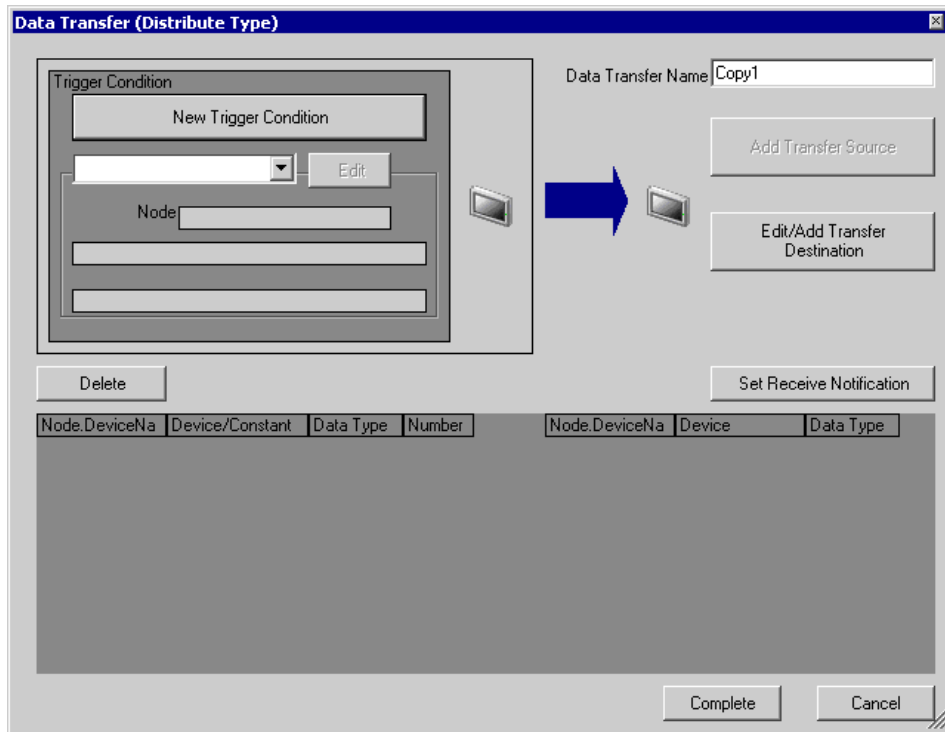 Data Transfer (Distribute Type)
Trigger Condition
New Trigger Condition
Edit
Node
Data Transfer Name Copy1
Add Transfer Source
Edit/Add Transfer
Destination
Delete
Set Receive Notification
Node.DeviceNa Device/Constant Data Type Number Node.DeviceNa Device Data Type
Complete Cancel